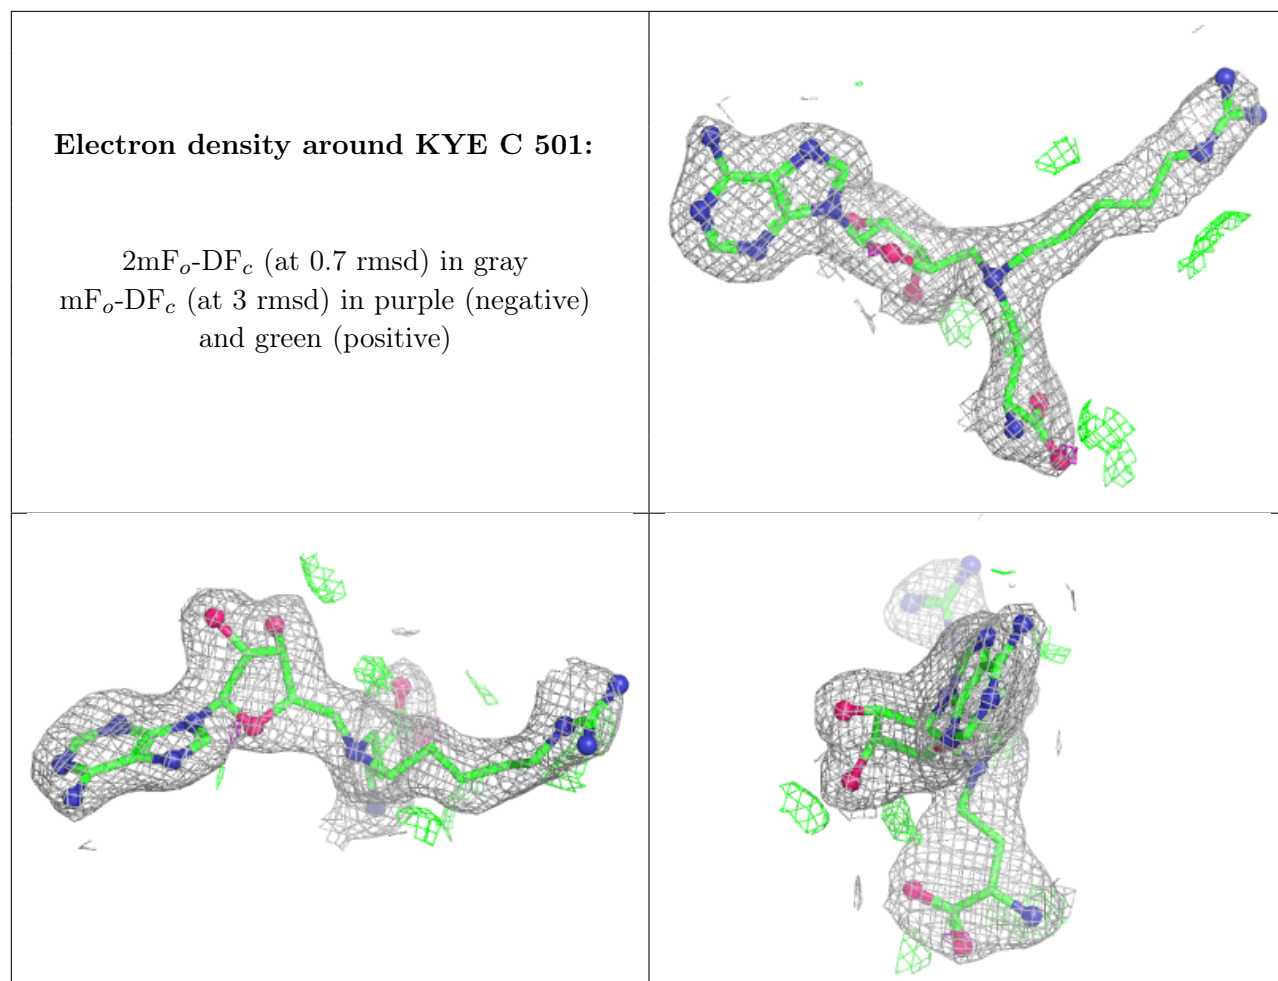 Electron density around KYE C 501:
2mFo-DFc (at 0.7 rmsd) in gray
mFo-DFc (at 3 rmsd) in purple (negative)
and green (positive)